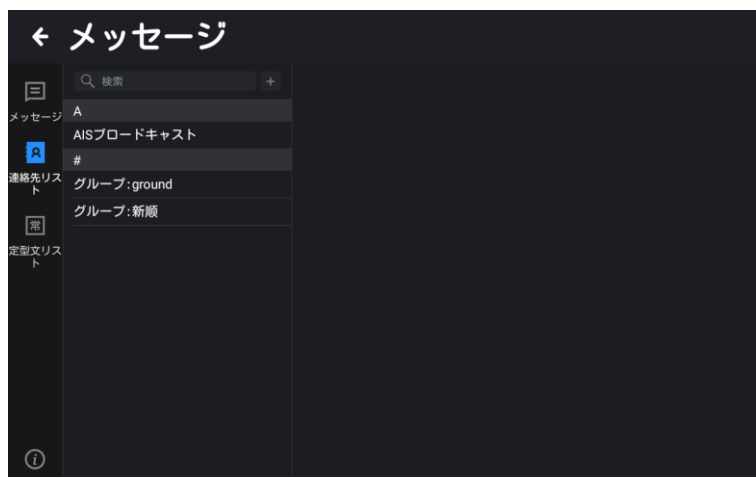 メッセージ
検索
+
メッセージ
A
AISブロードキャスト
#
連絡先リス
ト
グループ:ground
グループ:新顺
常
定型文リス
ト